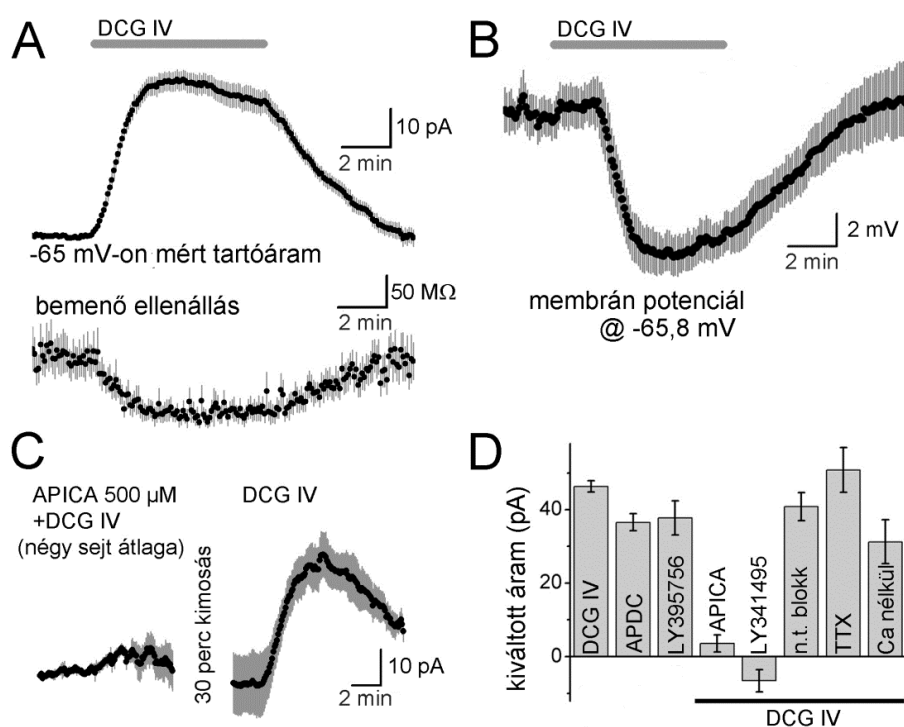 A
DCG IV
10 pA
2 min
-65 mV-on mért tartóáram
bemenő ellenállás
50 MΩ
2 min
B
DCG IV
2 mV
2 min
membrán potenciál
@ -65,8 mV
C
APICA 500 µM
+DCG IV
(négy sejt átlaga)
30 perc kimosás
DCG IV
10 pA
2 min
D
kiváltott áram (pA)
40
20
0
DCG IV
APDC
LY395756
APICA
LY341495
n.t. blokk
TTX
Ca nélkül
DCG IV